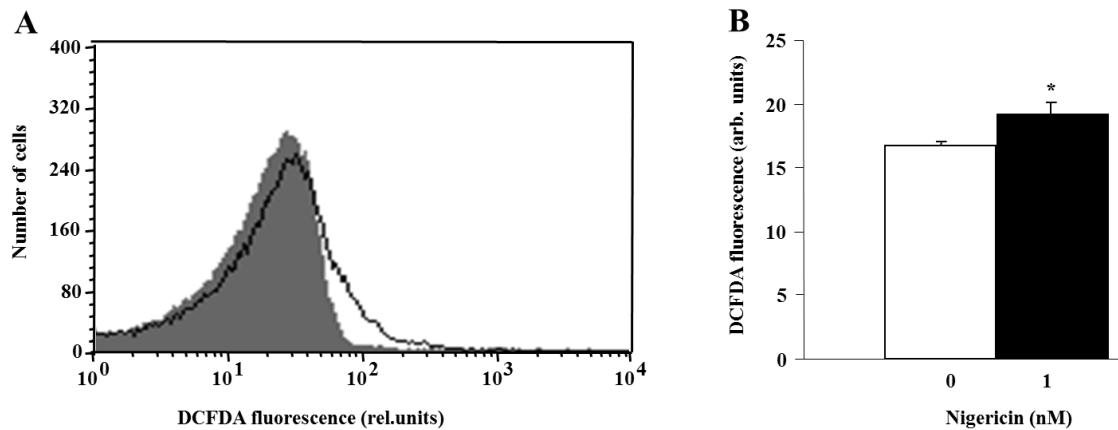 A
Number of cells
400
320
240
160
80
0
10^0 10^1 10^2 10^3 10^4
DCFDA fluorescence (rel.units)
B
DCFDA fluorescence (arb. units)
25
20
15
10
5
0
*
0 1
Nigericin (nM)